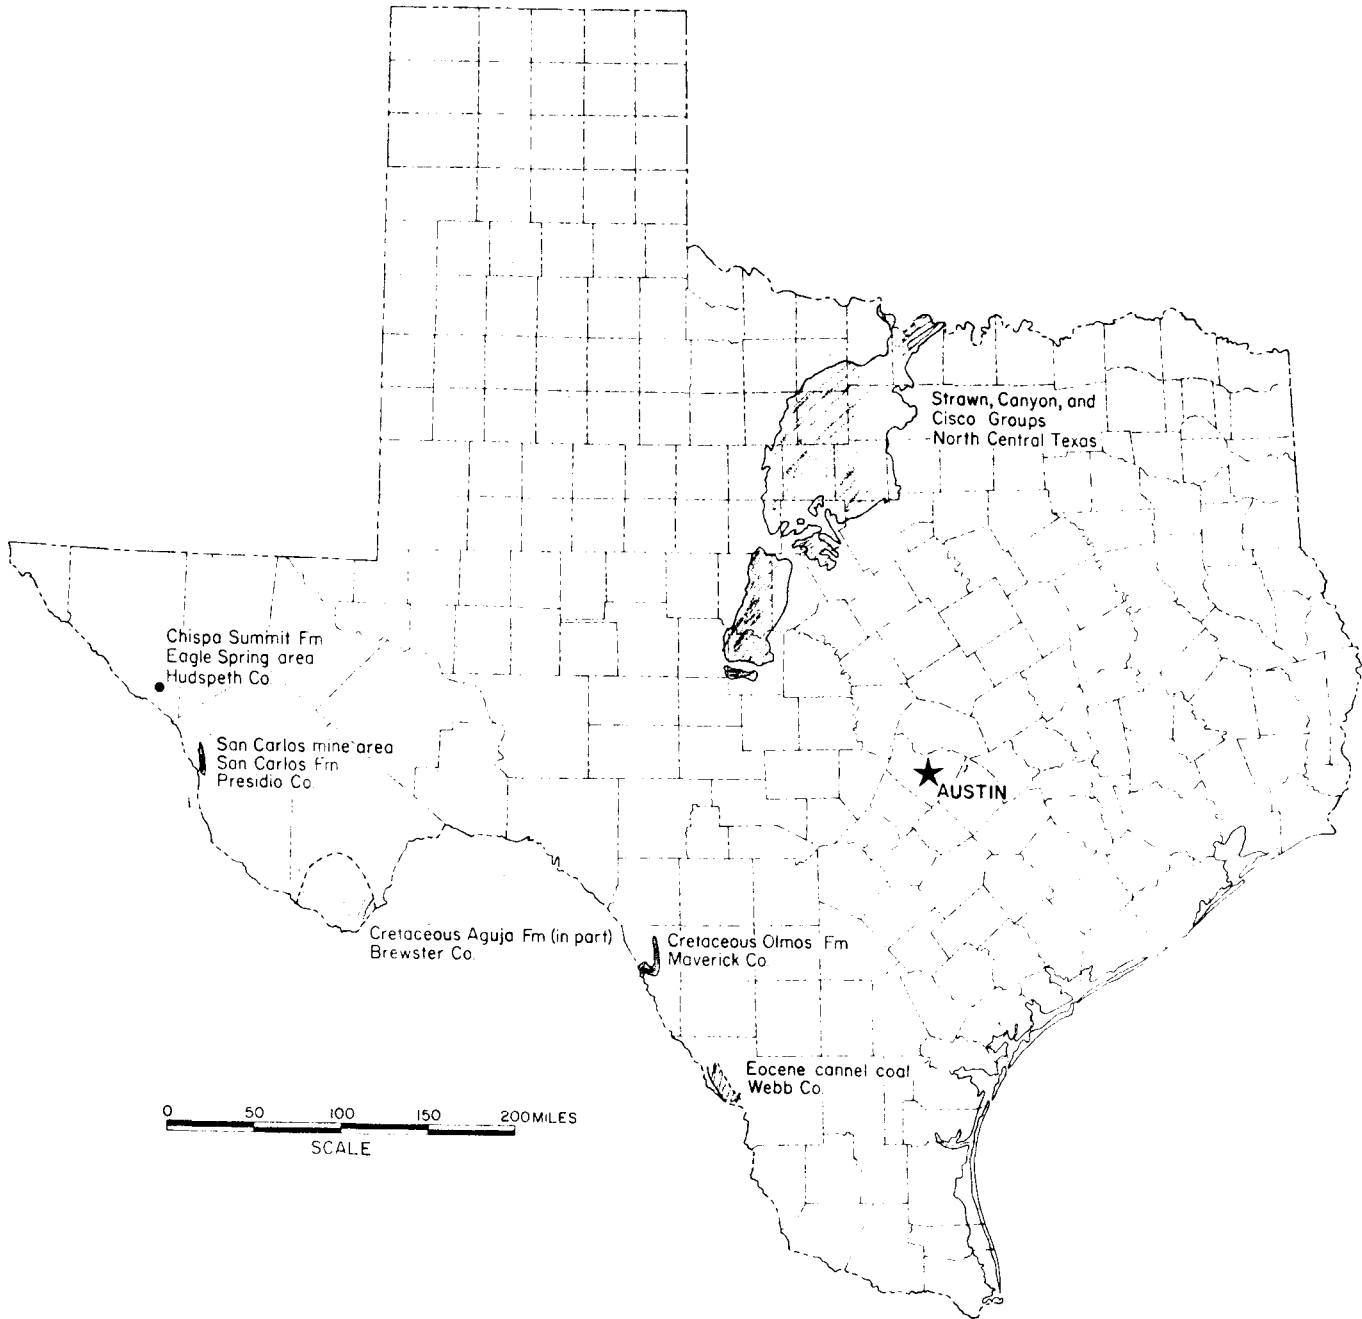 Strawn, Canyon, and
Cisco Groups
North Central Texas
Chispa Summit Fm
Eagle Spring area
Hudspeth Co.
San Carlos mine area
San Carlos Fm
Presidio Co.
AUSTIN
Cretaceous Aguja Fm (in part)
Brewster Co.
Cretaceous Olmos Fm
Maverick Co.
Eocene cannel coal
Webb Co.
0 50 100 150 200 MILES
SCALE